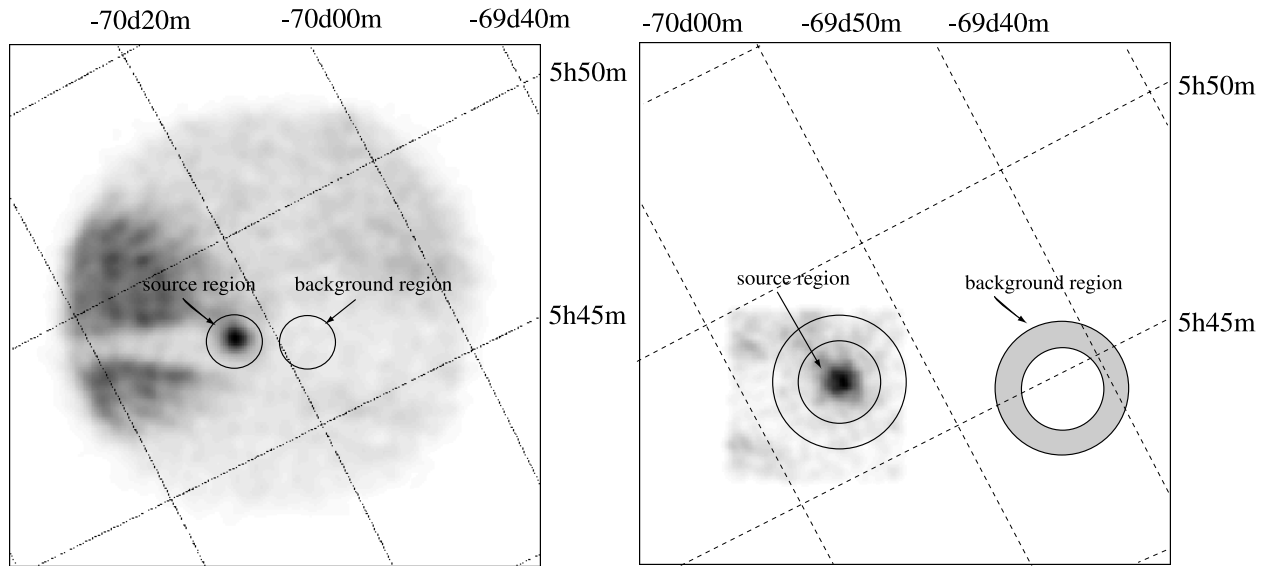 -70d20m -70d00m -69d40m
5h50m
source region background region
5h45m
-70d00m -69d50m -69d40m
5h50m
source region background region
5h45m